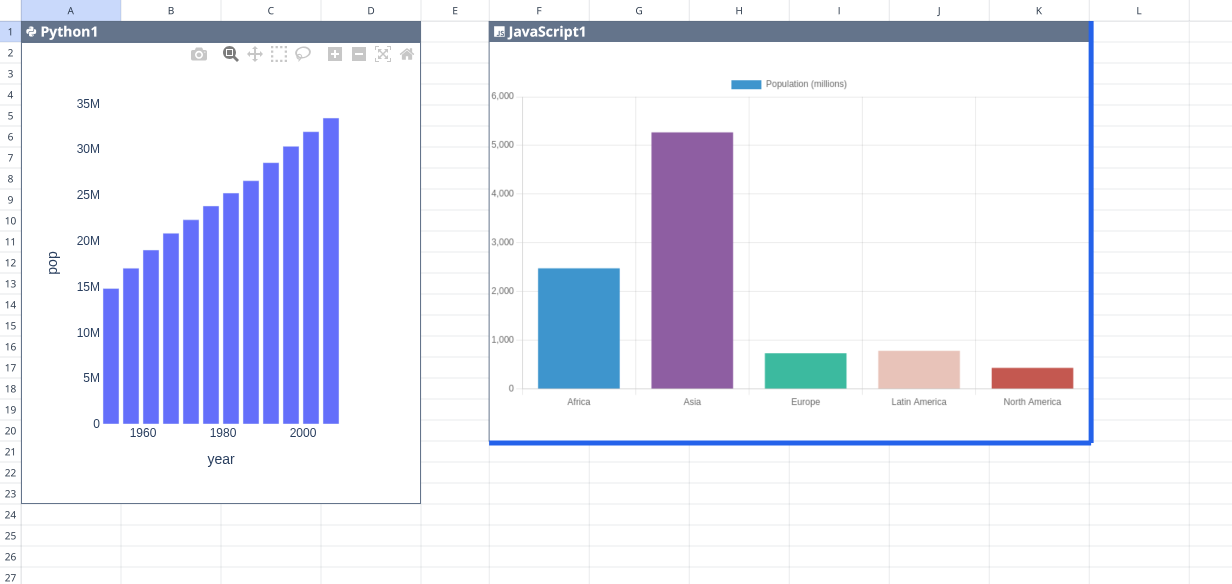 A B C D E F G H I J K L
1 Python1 JavaScript1
2
3
4
5
6
7
8
9
10
11
12
13
14
15
16
17
18
19
20
21
22
23
24
25
26
27
35M
30M
25M
20M
15M
10M
5M
0
pop
1960 1980 2000
year
Population (millions)
6,000
5,000
4,000
3,000
2,000
1,000
0
Africa Asia Europe Latin America North America